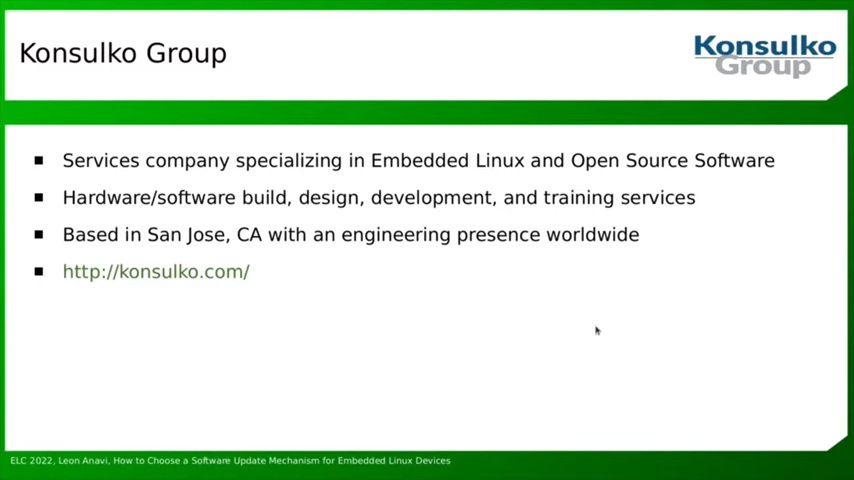 Konsulko Group
Konsulko
Group
Services company specializing in Embedded Linux and Open Source Software
Hardware/software build, design, development, and training services
Based in San Jose, CA with an engineering presence worldwide
http://konsulko.com/
ELC 2022, Leon Anavi, How to Choose a Software Update Mechanism for Embedded Linux Devices